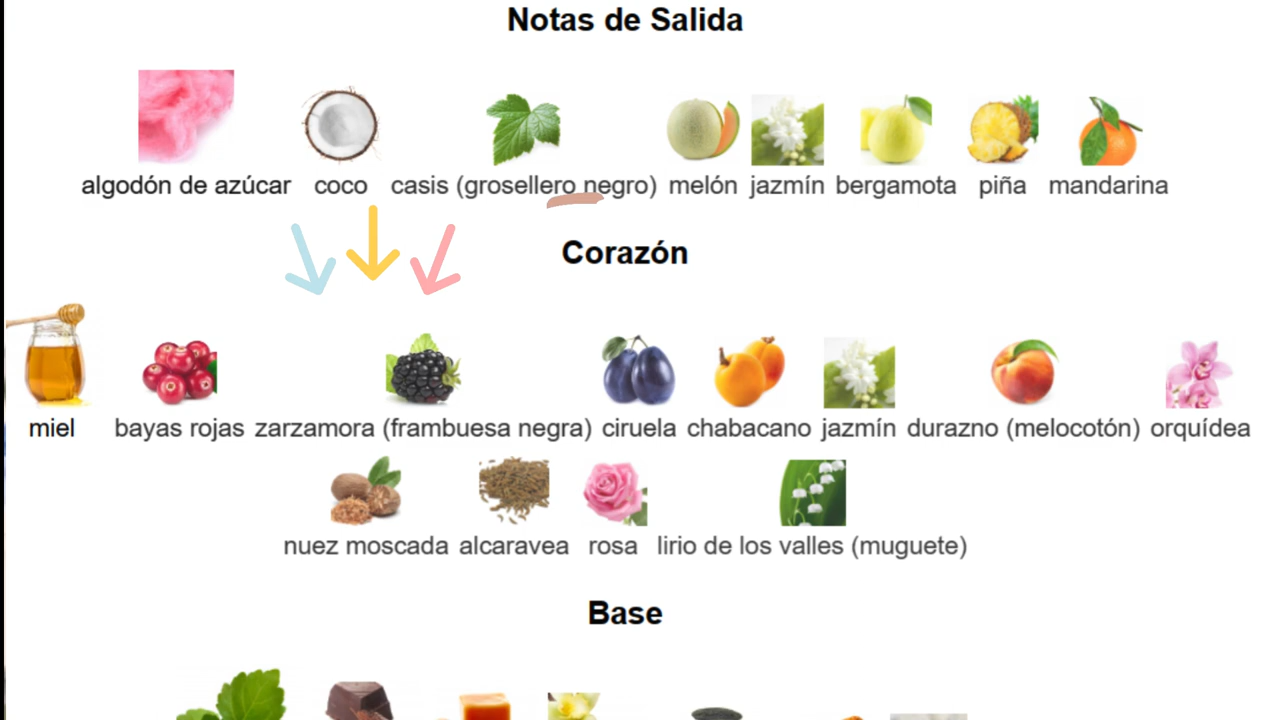 Notas de Salida
algodón de azúcar coco casis (grosellero negro) melón jazmín bergamota piña mandarina
Corazón
miel bayas rojas zarzamora (frambuesa negra) ciruela chabacano jazmín durazno (melocotón) orquídea
nuez moscada alcaravea rosa lirio de los valles (muguete)
Base